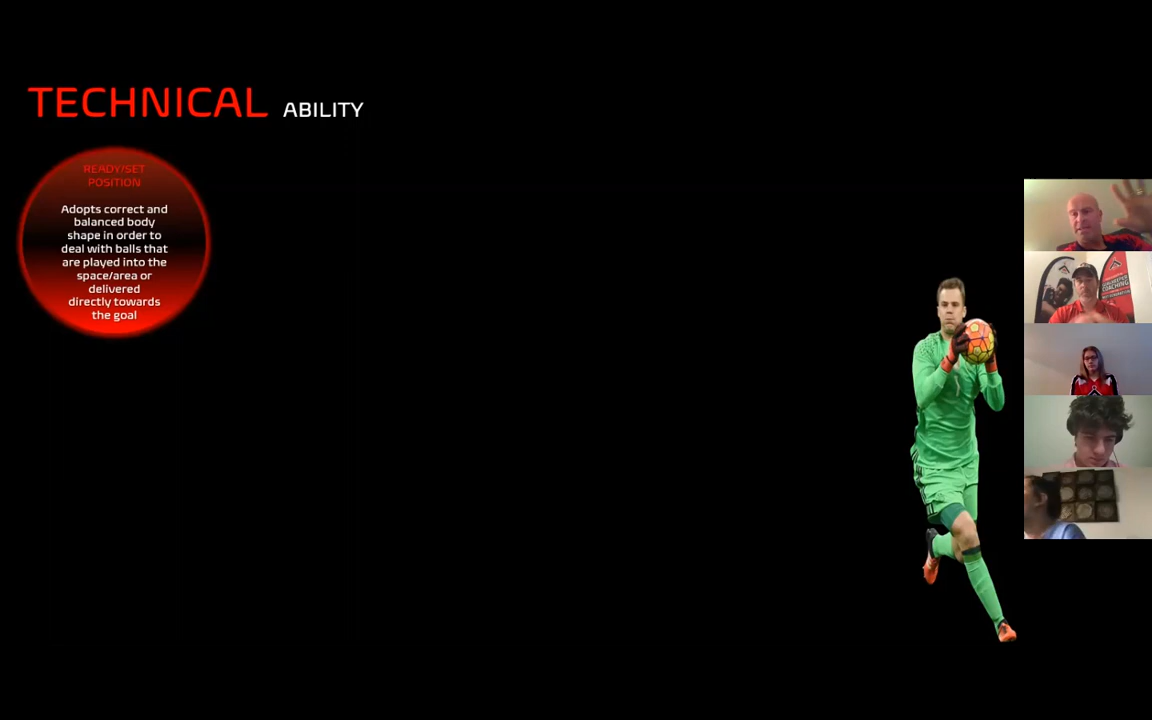 TECHNICAL ABILITY
READY/SET
POSITION
Adopts correct and
balanced body
shape in order to
deal with balls that
are played into the
space/area or
delivered
directly towards
the goal
COACHING